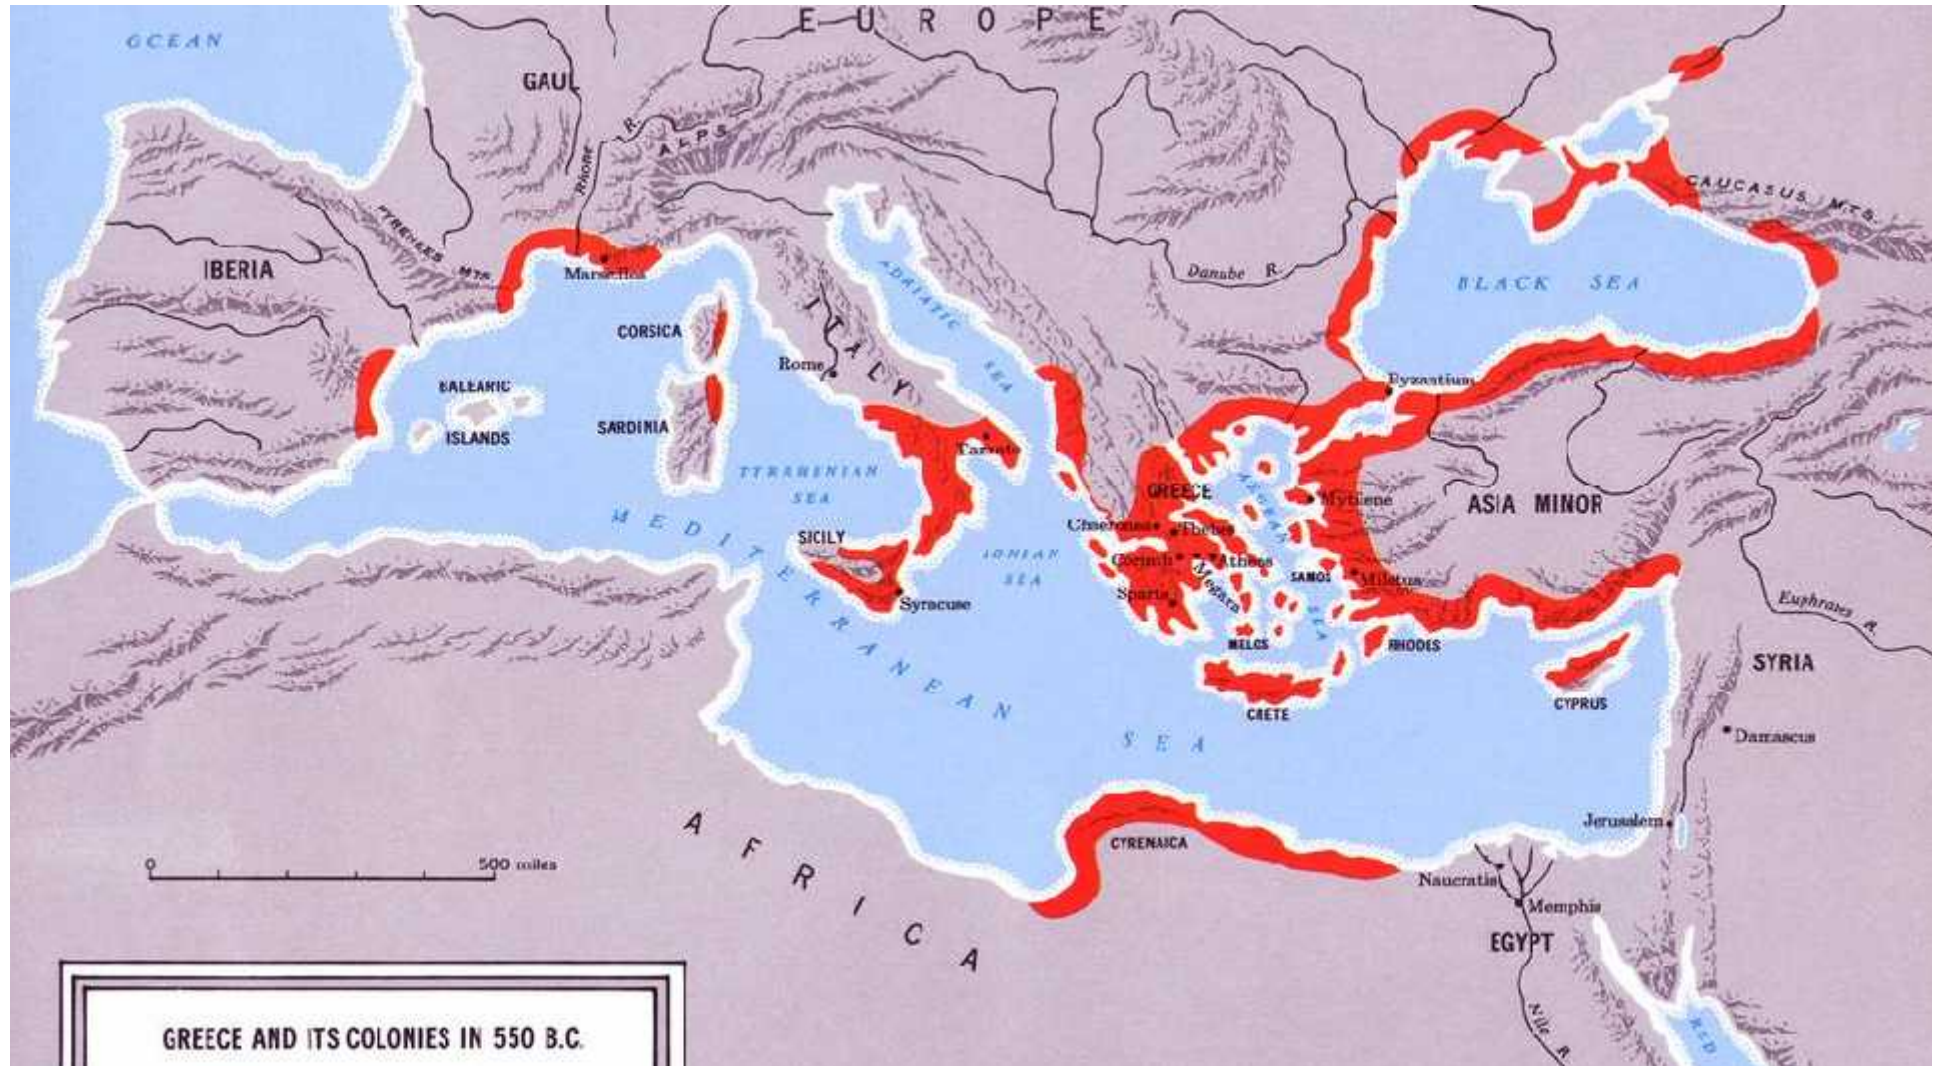 EUROPE
OCEAN
GAUL
ALPS
RHONE R.
CAUCASUS MTS.
PYRENEES MTS.
IBERIA
Marseilles
Danube R.
BLACK SEA
ADRIATIC SEA
ITALY
CORSICA
Rome
BALEARIC
ISLANDS
SARDINIA
Byzantium
Taranto
TYRRHENIAN
SEA
AEGEAN SEA
GREECE
Mytilene
ASIA MINOR
MEDITERRANEAN SEA
SICILY
Chaeronea
Thebes
IONIAN
SEA
Corinth
Athens
Megara
SAMOS
Miletus
Sparta
Syracuse
Euphrates R.
MELOS
RHODES
SYRIA
CRETE
CYPRUS
Damascus
AFRICA
Jerusalem
CYRENAICA
0 500 miles
Naucratis
Memphis
EGYPT
Nile R.
RED
GREECE AND ITS COLONIES IN 550 B.C.